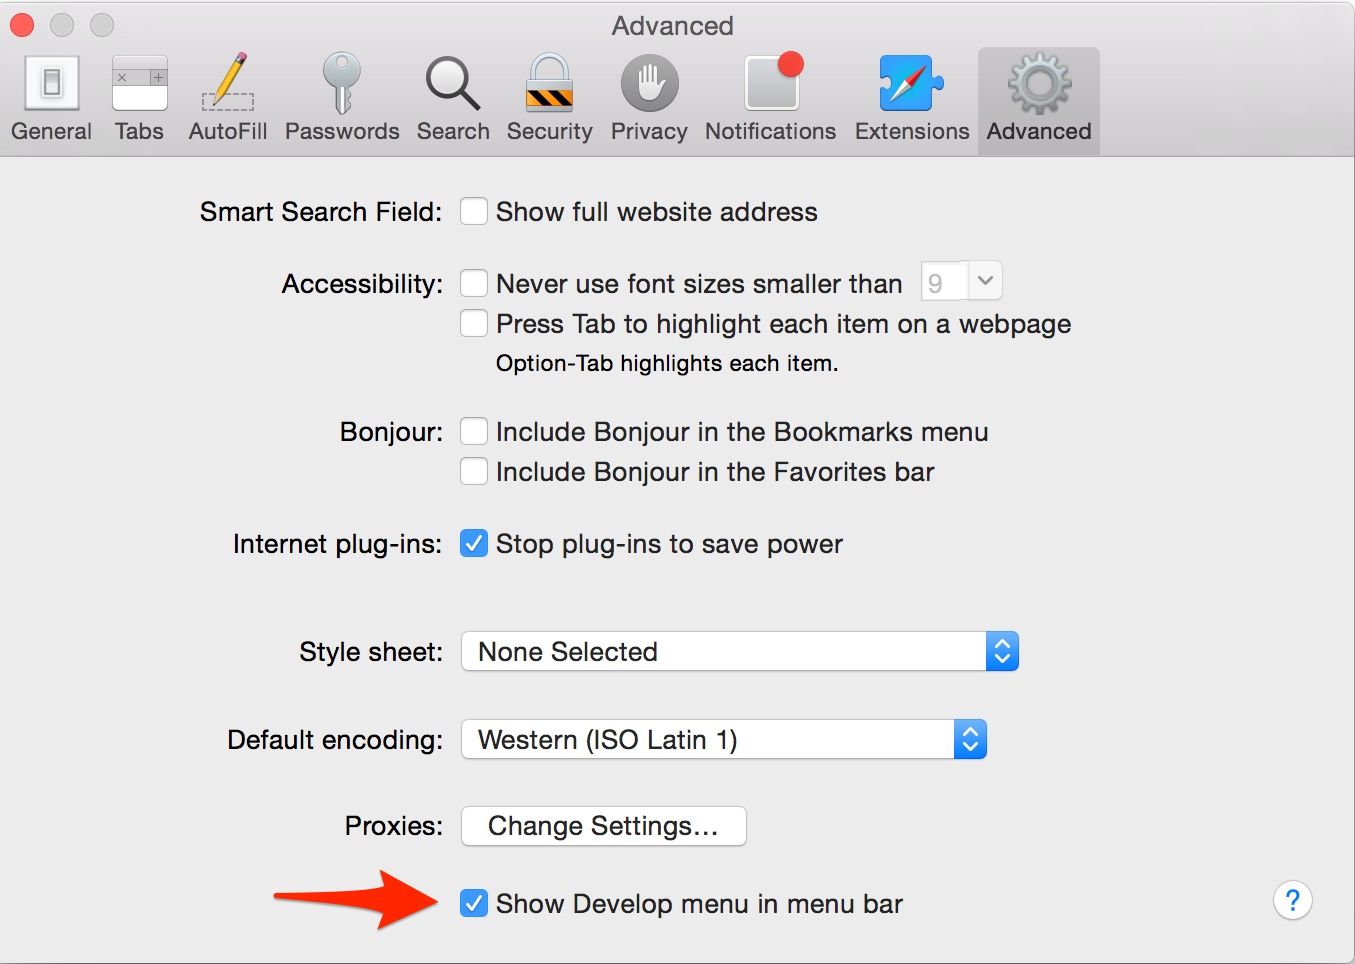 Advanced
General Tabs AutoFill Passwords Search Security Privacy Notifications Extensions Advanced
Smart Search Field: Show full website address
Accessibility: Never use font sizes smaller than 9
Press Tab to highlight each item on a webpage
Option-Tab highlights each item.
Bonjour: Include Bonjour in the Bookmarks menu
Include Bonjour in the Favorites bar
Internet plug-ins: Stop plug-ins to save power
Style sheet: None Selected
Default encoding: Western (ISO Latin 1)
Proxies: Change Settings...
Show Develop menu in menu bar ?